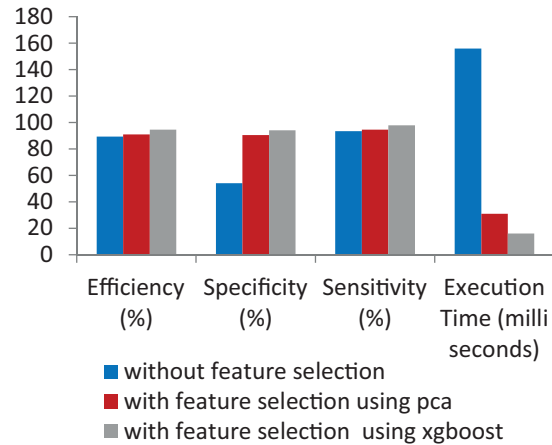 180
160
140
120
100
80
60
40
20
0
Efficiency Specificity Sensitivity Execution
(%) (%) (%) Time (milli
seconds)
without feature selection
with feature selection using pca
with feature selection using xgboost